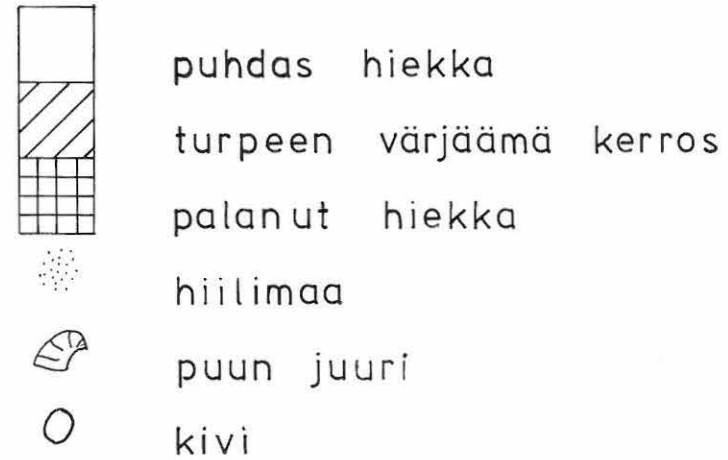 puhdas hiekka
turpeen värjäämä kerros
palanut hiekka
hiilimaa
puun juuri
kivi